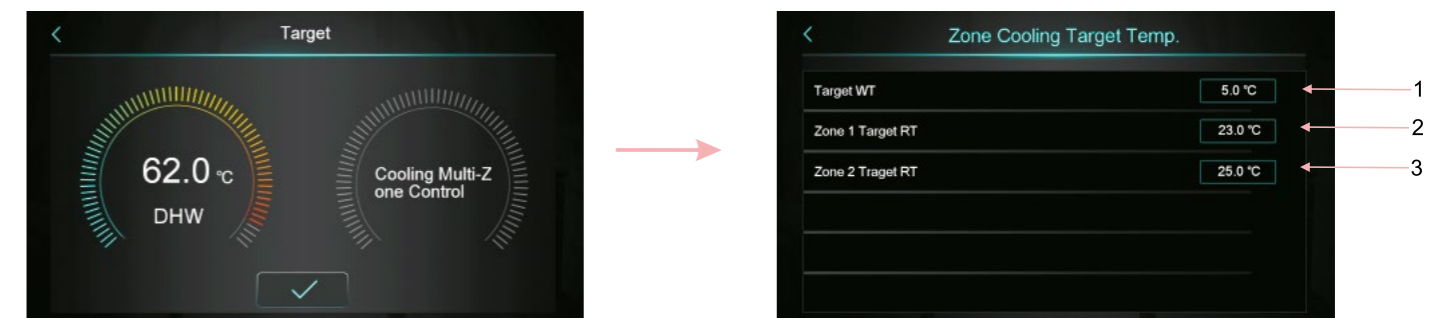 Target
62.0 °C
DHW
Cooling Multi-Z
one Control
Zone Cooling Target Temp.
Target WT 5.0 °C 1
Zone 1 Target RT 23.0 °C 2
Zone 2 Traget RT 25.0 °C 3